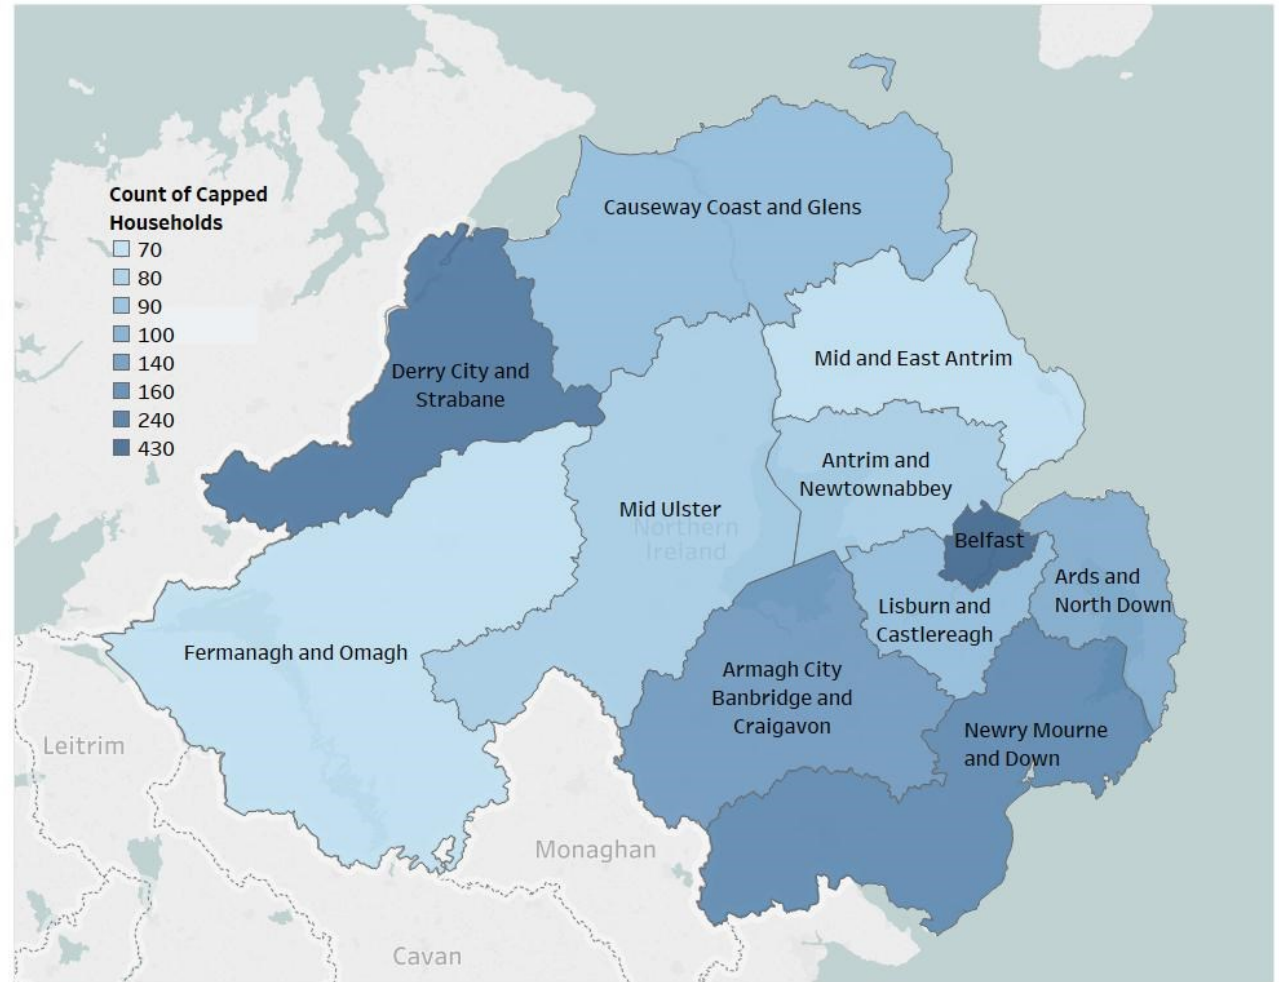 Count of Capped
Households
70
80
90
100
140
160
240
430
Causeway Coast and Glens
Mid and East Antrim
Derry City and
Strabane
Antrim and
Newtownabbey
Mid Ulster
Northern
Ireland
Belfast
Ards and
North Down
Lisburn and
Castlereagh
Fermanagh and Omagh
Armagh City
Banbridge and
Craigavon
Newry Mourne
and Down
Leitrim
Monaghan
Cavan